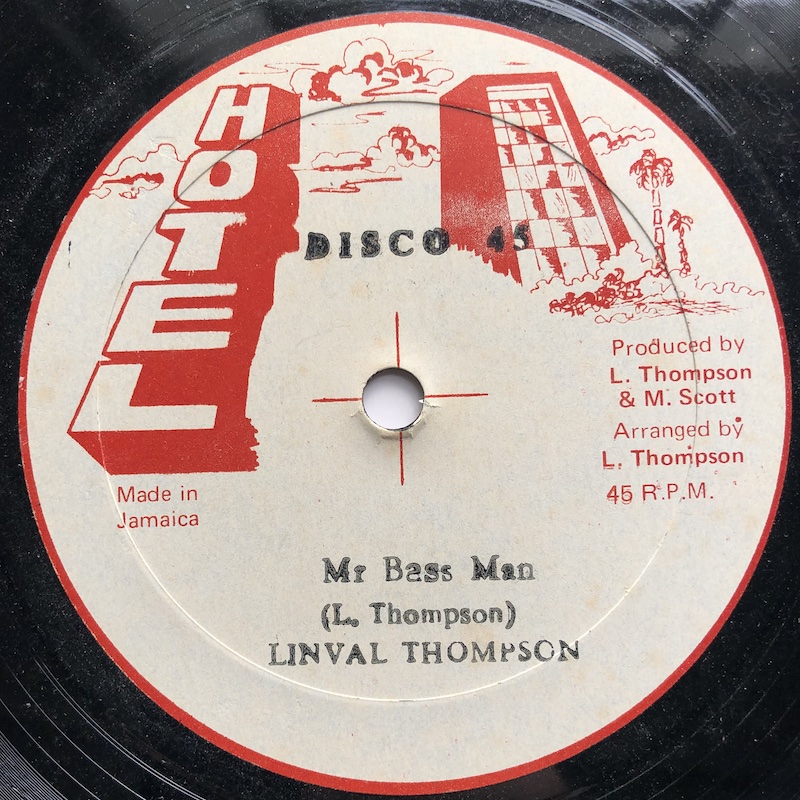 HOTEL
DISCO 45
Produced by
L. Thompson
& M. Scott
Arranged by
L. Thompson
45 R.P.M.
Made in
Jamaica
Mr Bass Man
(L. Thompson)
LINVAL THOMPSON